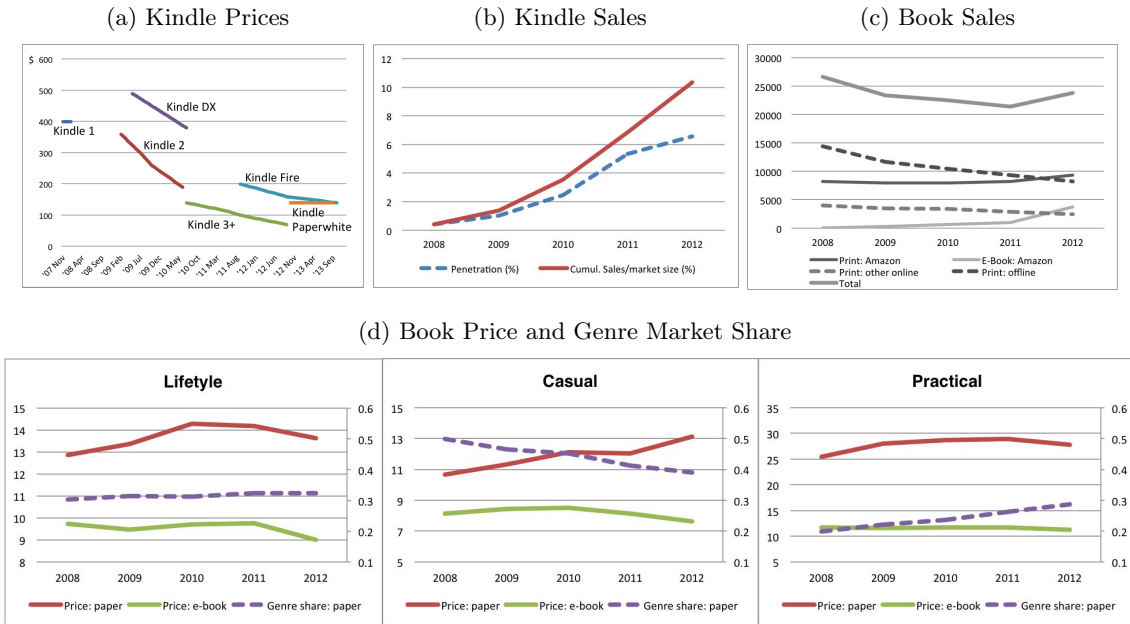 (a) Kindle Prices
$ 600
500
400
300
200
100
0
Kindle DX
Kindle 1
Kindle 2
Kindle Fire
Kindle 3+
Kindle
Paperwhite
'07 Nov
'08 Apr
'08 Sep
'09 Feb
'09 Jul
'09 Dec
'10 May
'10 Oct
'11 Mar
'11 Aug
'12 Jan
'12 Jun
'12 Nov
'13 Apr
'13 Sep
(b) Kindle Sales
12
10
8
6
4
2
0
2008 2009 2010 2011 2012
Penetration (%) Cumul. Sales/market size (%)
(c) Book Sales
30000
25000
20000
15000
10000
5000
0
2008 2009 2010 2011 2012
Print: Amazon E-Book: Amazon
Print: other online Print: offline
Total
(d) Book Price and Genre Market Share
Lifetyle
15
14
13
12
11
10
9
8
0.6
0.5
0.4
0.3
0.2
0.1
2008 2009 2010 2011 2012
Price: paper Price: e-book Genre share: paper
Casual
15
13
11
9
7
5
0.6
0.5
0.4
0.3
0.2
0.1
2008 2009 2010 2011 2012
Price: paper Price: e-book Genre share: paper
Practical
35
30
25
20
15
10
5
0.6
0.5
0.4
0.3
0.2
0.1
2008 2009 2010 2011 2012
Price: paper Price: e-book Genre share: paper